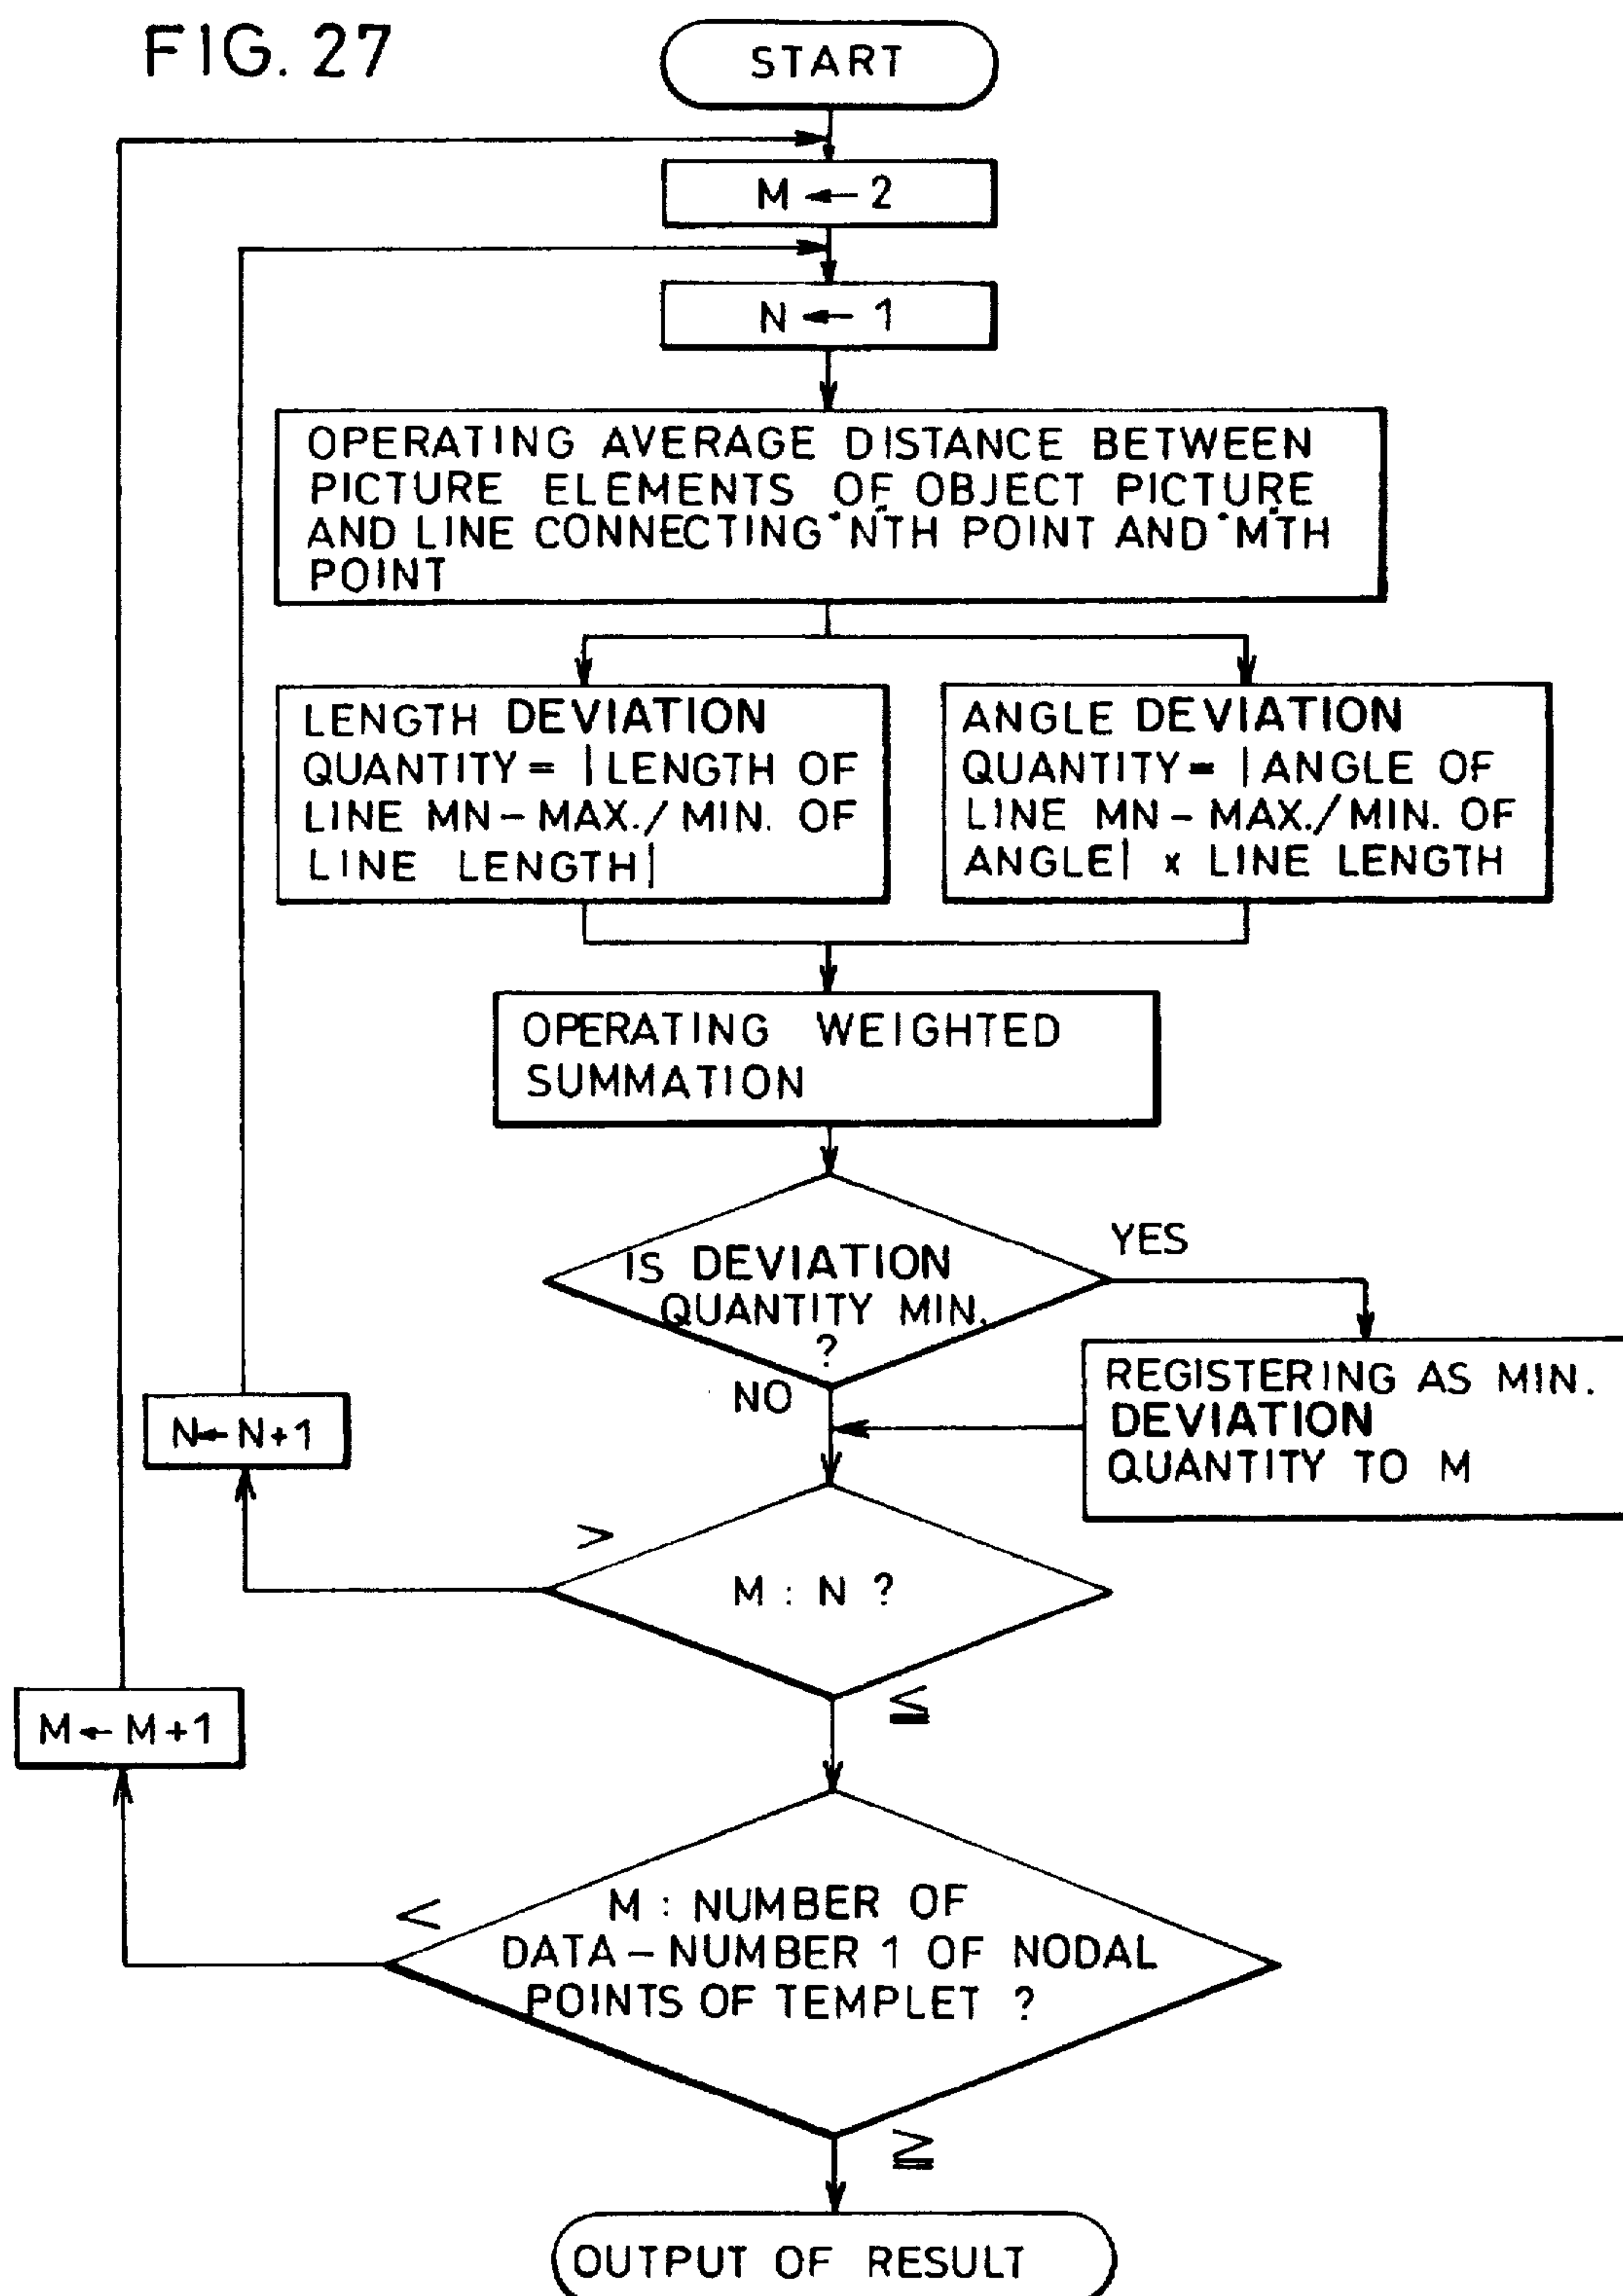 FIG. 27
START
M ← 2
N ← 1
OPERATING AVERAGE DISTANCE BETWEEN
PICTURE ELEMENTS OF OBJECT PICTURE
AND LINE CONNECTING "N"TH POINT AND "M"TH
POINT
LENGTH DEVIATION
QUANTITY = |LENGTH OF
LINE MN - MAX./MIN. OF
LINE LENGTH|
ANGLE DEVIATION
QUANTITY = |ANGLE OF
LINE MN - MAX./MIN. OF
ANGLE| x LINE LENGTH
OPERATING WEIGHTED
SUMMATION
IS DEVIATION
QUANTITY MIN.
?
YES
NO
REGISTERING AS MIN.
DEVIATION
QUANTITY TO M
N ← N+1
>
M : N ?
≦
M ← M+1
<
M : NUMBER OF
DATA - NUMBER 1 OF NODAL
POINTS OF TEMPLET ?
≧
OUTPUT OF RESULT